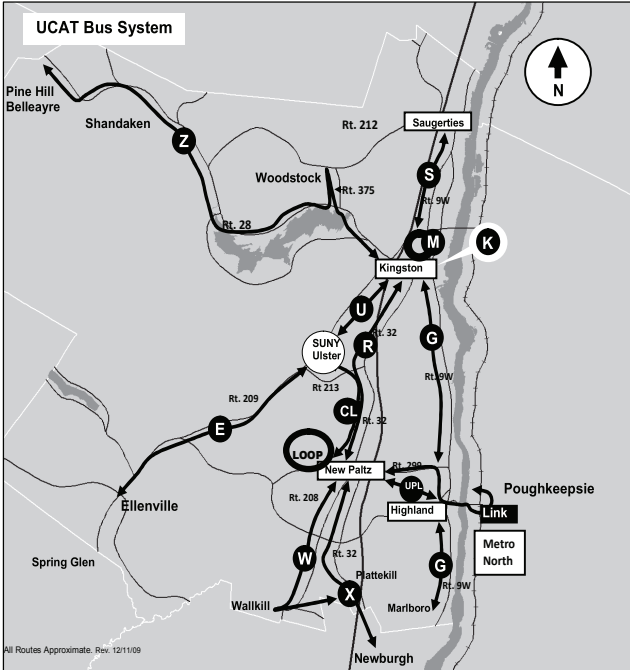 UCAT Bus System
N
Pine Hill
Belleayre
Shandaken
Z
Rt. 212
Saugerties
Woodstock
Rt. 375
S
Rt. 9W
Rt. 28
M
K
Kingston
U
Rt. 32
R
G
SUNY
Ulster
Rt. 9W
Rt 213
Rt. 209
CL
Rt. 32
E
LOOP
New Paltz
Rt. 299
UPL
Poughkeepsie
Rt. 208
Ellenville
Highland
Link
Metro
North
W
Rt. 32
Spring Glen
G
Plattekill
Rt. 9W
X
Wallkill
Marlboro
All Routes Approximate. Rev. 12/11/09
Newburgh